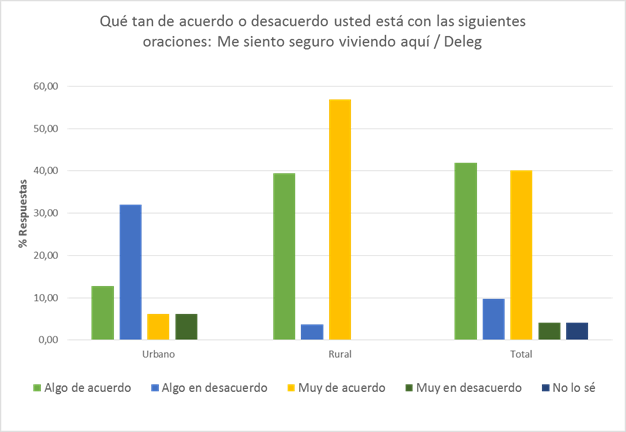 Qué tan de acuerdo o desacuerdo usted está con las siguientes
oraciones: Me siento seguro viviendo aquí / Deleg
% Respuestas
60,00
50,00
40,00
30,00
20,00
10,00
0,00
Urbano Rural Total
Algo de acuerdo Algo en desacuerdo Muy de acuerdo Muy en desacuerdo No lo sé